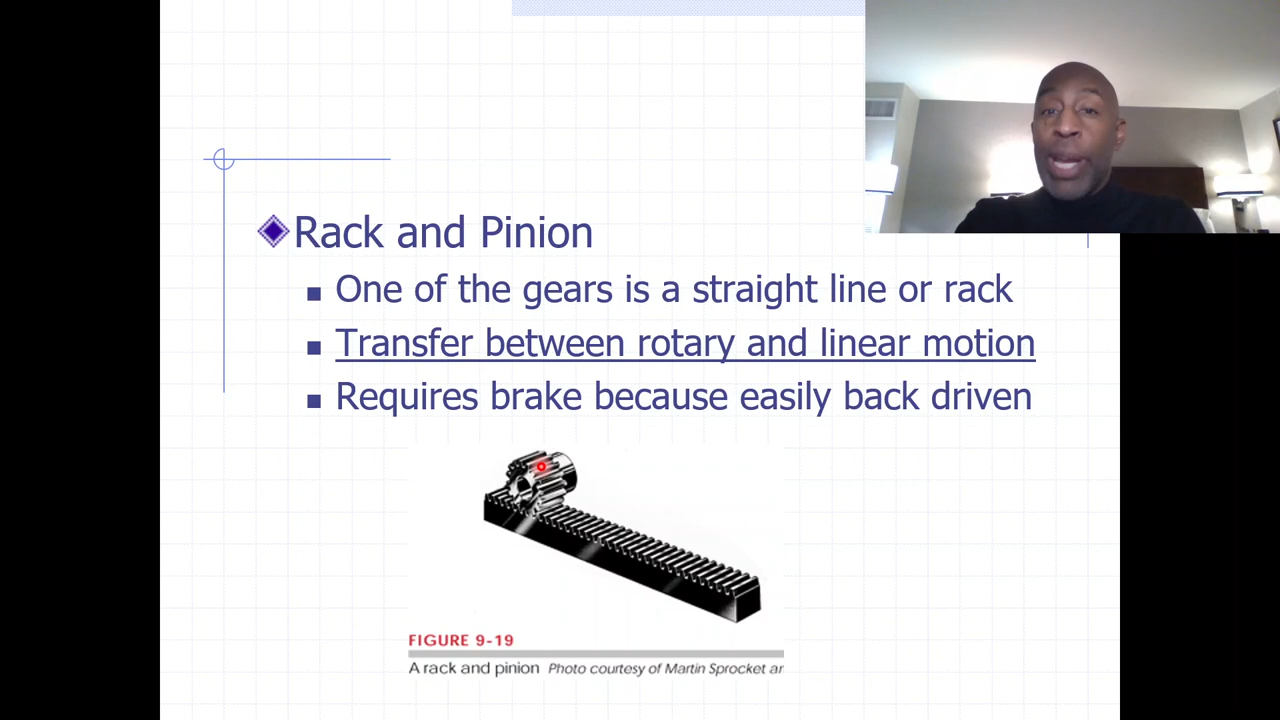 Rack and Pinion
One of the gears is a straight line or rack
Transfer between rotary and linear motion
Requires brake because easily back driven
FIGURE 9-19
A rack and pinion Photo courtesy of Martin Sprocket ar